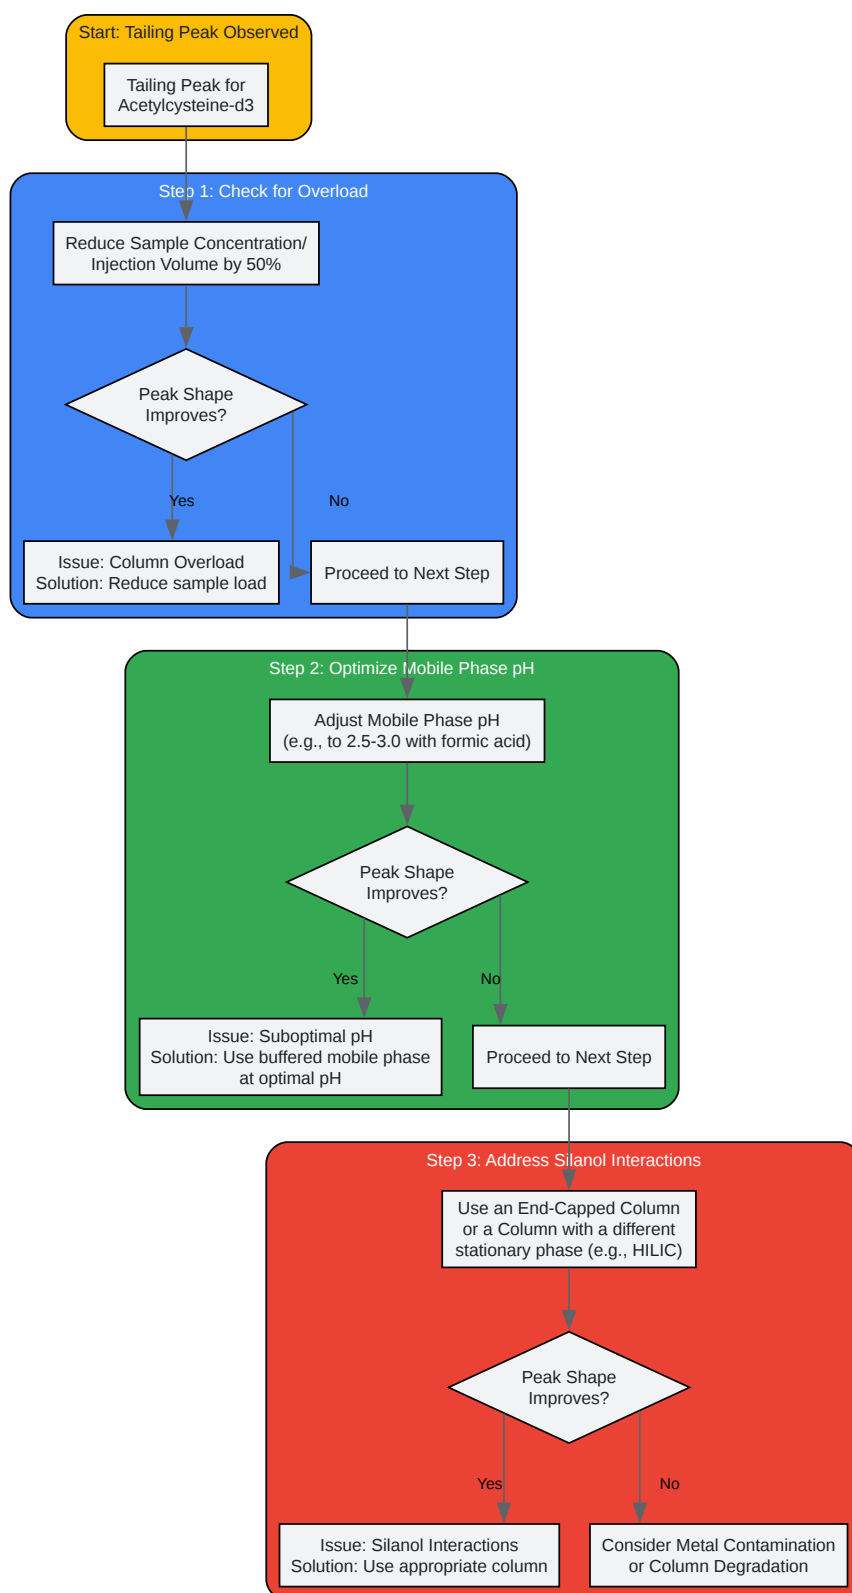 Start: Tailing Peak Observed
Tailing Peak for
Acetylcysteine-d3
Step 1: Check for Overload
Reduce Sample Concentration/
Injection Volume by 50%
Peak Shape
Improves?
Yes
No
Issue: Column Overload
Solution: Reduce sample load
Proceed to Next Step
Step 2: Optimize Mobile Phase pH
Adjust Mobile Phase pH
(e.g., to 2.5-3.0 with formic acid)
Peak Shape
Improves?
Yes
No
Issue: Suboptimal pH
Solution: Use buffered mobile phase
at optimal pH
Proceed to Next Step
Step 3: Address Silanol Interactions
Use an End-Capped Column
or a Column with a different
stationary phase (e.g., HILIC)
Peak Shape
Improves?
Yes
No
Issue: Silanol Interactions
Solution: Use appropriate column
Consider Metal Contamination
or Column Degradation